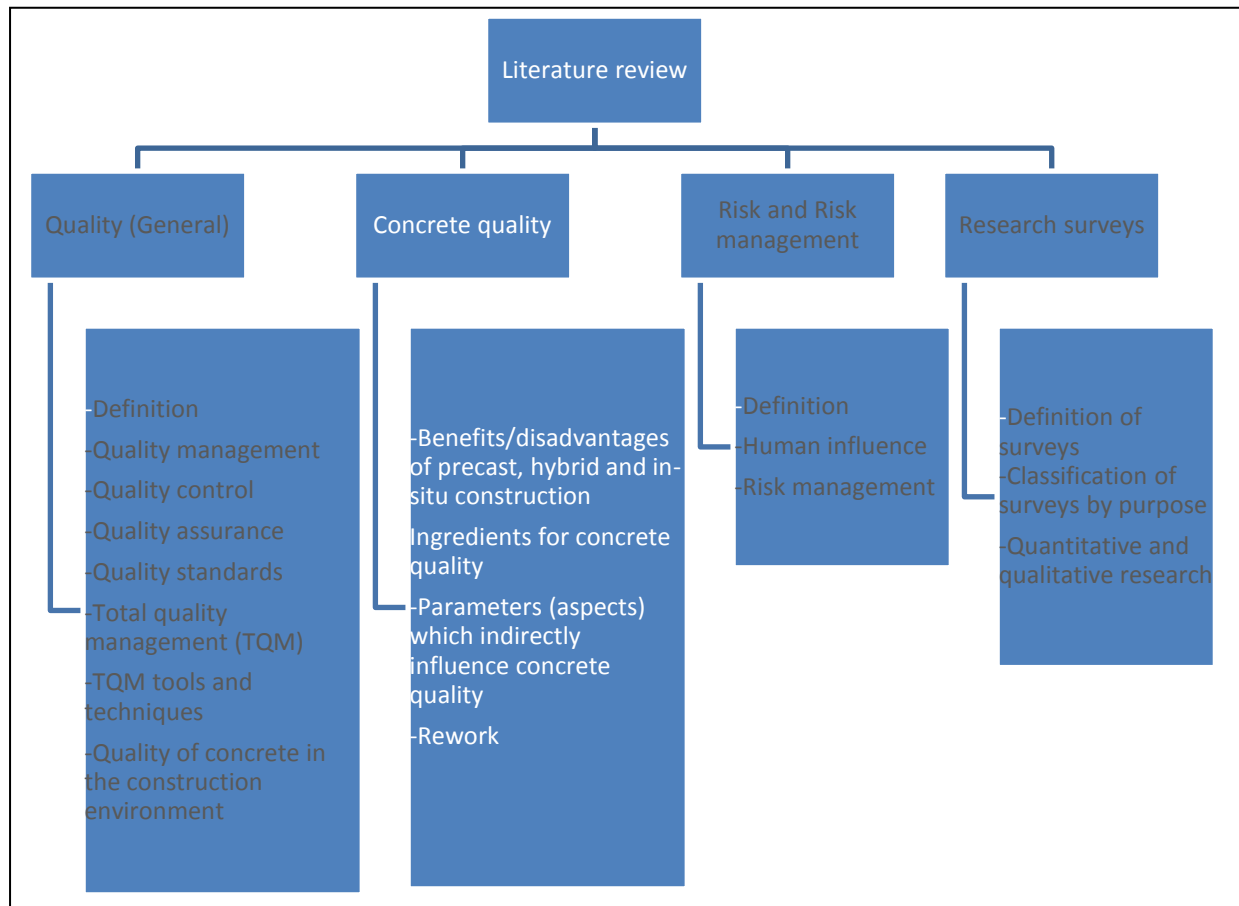 Literature review
Quality (General)
Concrete quality
Risk and Risk
management
Research surveys
-Definition
-Quality management
-Quality control
-Quality assurance
-Quality standards
-Total quality
management (TQM)
-TQM tools and
techniques
-Quality of concrete in
the construction
environment
-Benefits/disadvantages
of precast, hybrid and in-
situ construction
Ingredients for concrete
quality
-Parameters (aspects)
which indirectly
influence concrete
quality
-Rework
-Definition
-Human influence
-Risk management
-Definition of
surveys
-Classification of
surveys by purpose
-Quantitative and
qualitative research